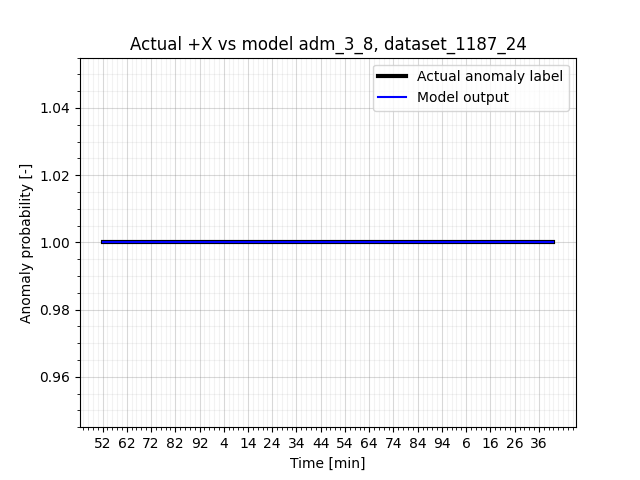 Actual +X vs model adm_3_8, dataset_1187_24
Actual anomaly label
Model output
1.04
1.02
1.00
0.98
0.96
Anomaly probability [-]
52 62 72 82 92 4 14 24 34 44 54 64 74 84 94 6 16 26 36
Time [min]